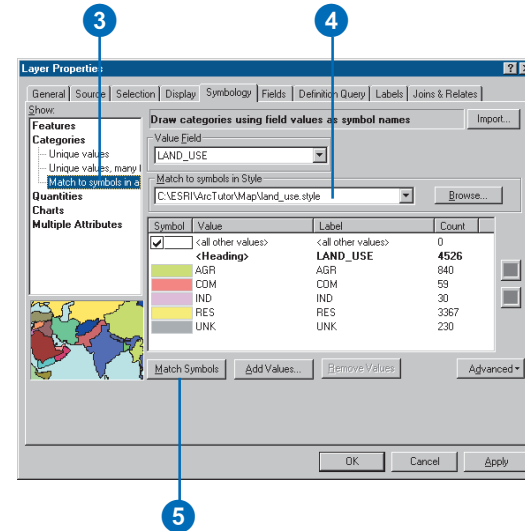 3
4
Layer Properties
General Source Selection Display Symbology Fields Definition Query Labels Joins & Relates
Show:
Features
Categories
Unique values
Unique values, many
Match to symbols in a
Quantities
Charts
Multiple Attributes
Draw categories using field values as symbol names
Import...
Value Field
LAND_USE
Match to symbols in Style
C:\ESRI\ArcTutor\Map\land_use.style
Browse...
Symbol Value Label Count
<all other values> <all other values> 0
<Heading> LAND_USE 4526
AGR AGR 840
COM COM 59
IND IND 30
RES RES 3367
UNK UNK 230
Match Symbols Add Values... Remove Values Advanced
OK Cancel Apply
5